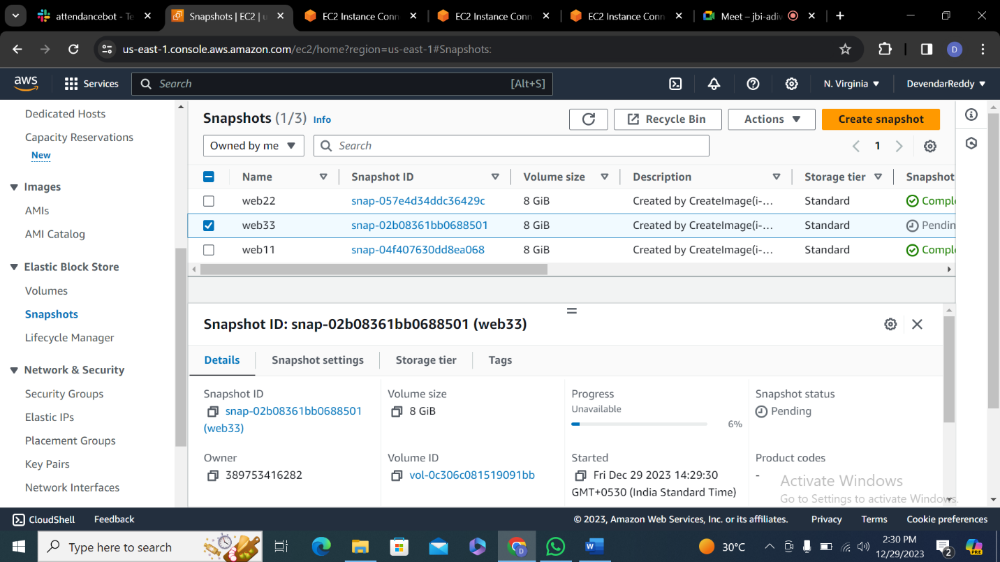 attendancebot - Te
Snapshots | EC2 | u
EC2 Instance Conn
EC2 Instance Conn
EC2 Instance Conn
Meet – jbi-adiv
us-east-1.console.aws.amazon.com/ec2/home?region=us-east-1#Snapshots:
D
aws
Services
Search [Alt+S]
N. Virginia
DevendarReddy
Dedicated Hosts
Capacity Reservations
New
Images
AMIs
AMI Catalog
Elastic Block Store
Volumes
Snapshots
Lifecycle Manager
Network & Security
Security Groups
Elastic IPs
Placement Groups
Key Pairs
Network Interfaces
Snapshots (1/3) Info
Recycle Bin
Actions
Create snapshot
Owned by me
Search
1
Name Snapshot ID Volume size Description Storage tier Snapshot
web22 snap-057e4d34ddc36429c 8 GiB Created by CreateImage(i-... Standard Comple
web33 snap-02b08361bb0688501 8 GiB Created by CreateImage(i-... Standard Pendin
web11 snap-04f407630dd8ea068 8 GiB Created by CreateImage(i-... Standard Comple
Snapshot ID: snap-02b08361bb0688501 (web33)
Details Snapshot settings Storage tier Tags
Snapshot ID
snap-02b08361bb0688501
(web33)
Volume size
8 GiB
Progress
Unavailable
6%
Snapshot status
Pending
Owner
389753416282
Volume ID
vol-0c306c081519091bb
Started
Fri Dec 29 2023 14:29:30
GMT+0530 (India Standard Time)
Product codes
-
Activate Windows
Go to Settings to activate Windows.
CloudShell Feedback © 2023, Amazon Web Services, Inc. or its affiliates. Privacy Terms Cookie preferences
Type here to search
D
W
30°C
2:30 PM
12/29/2023
2
PRE